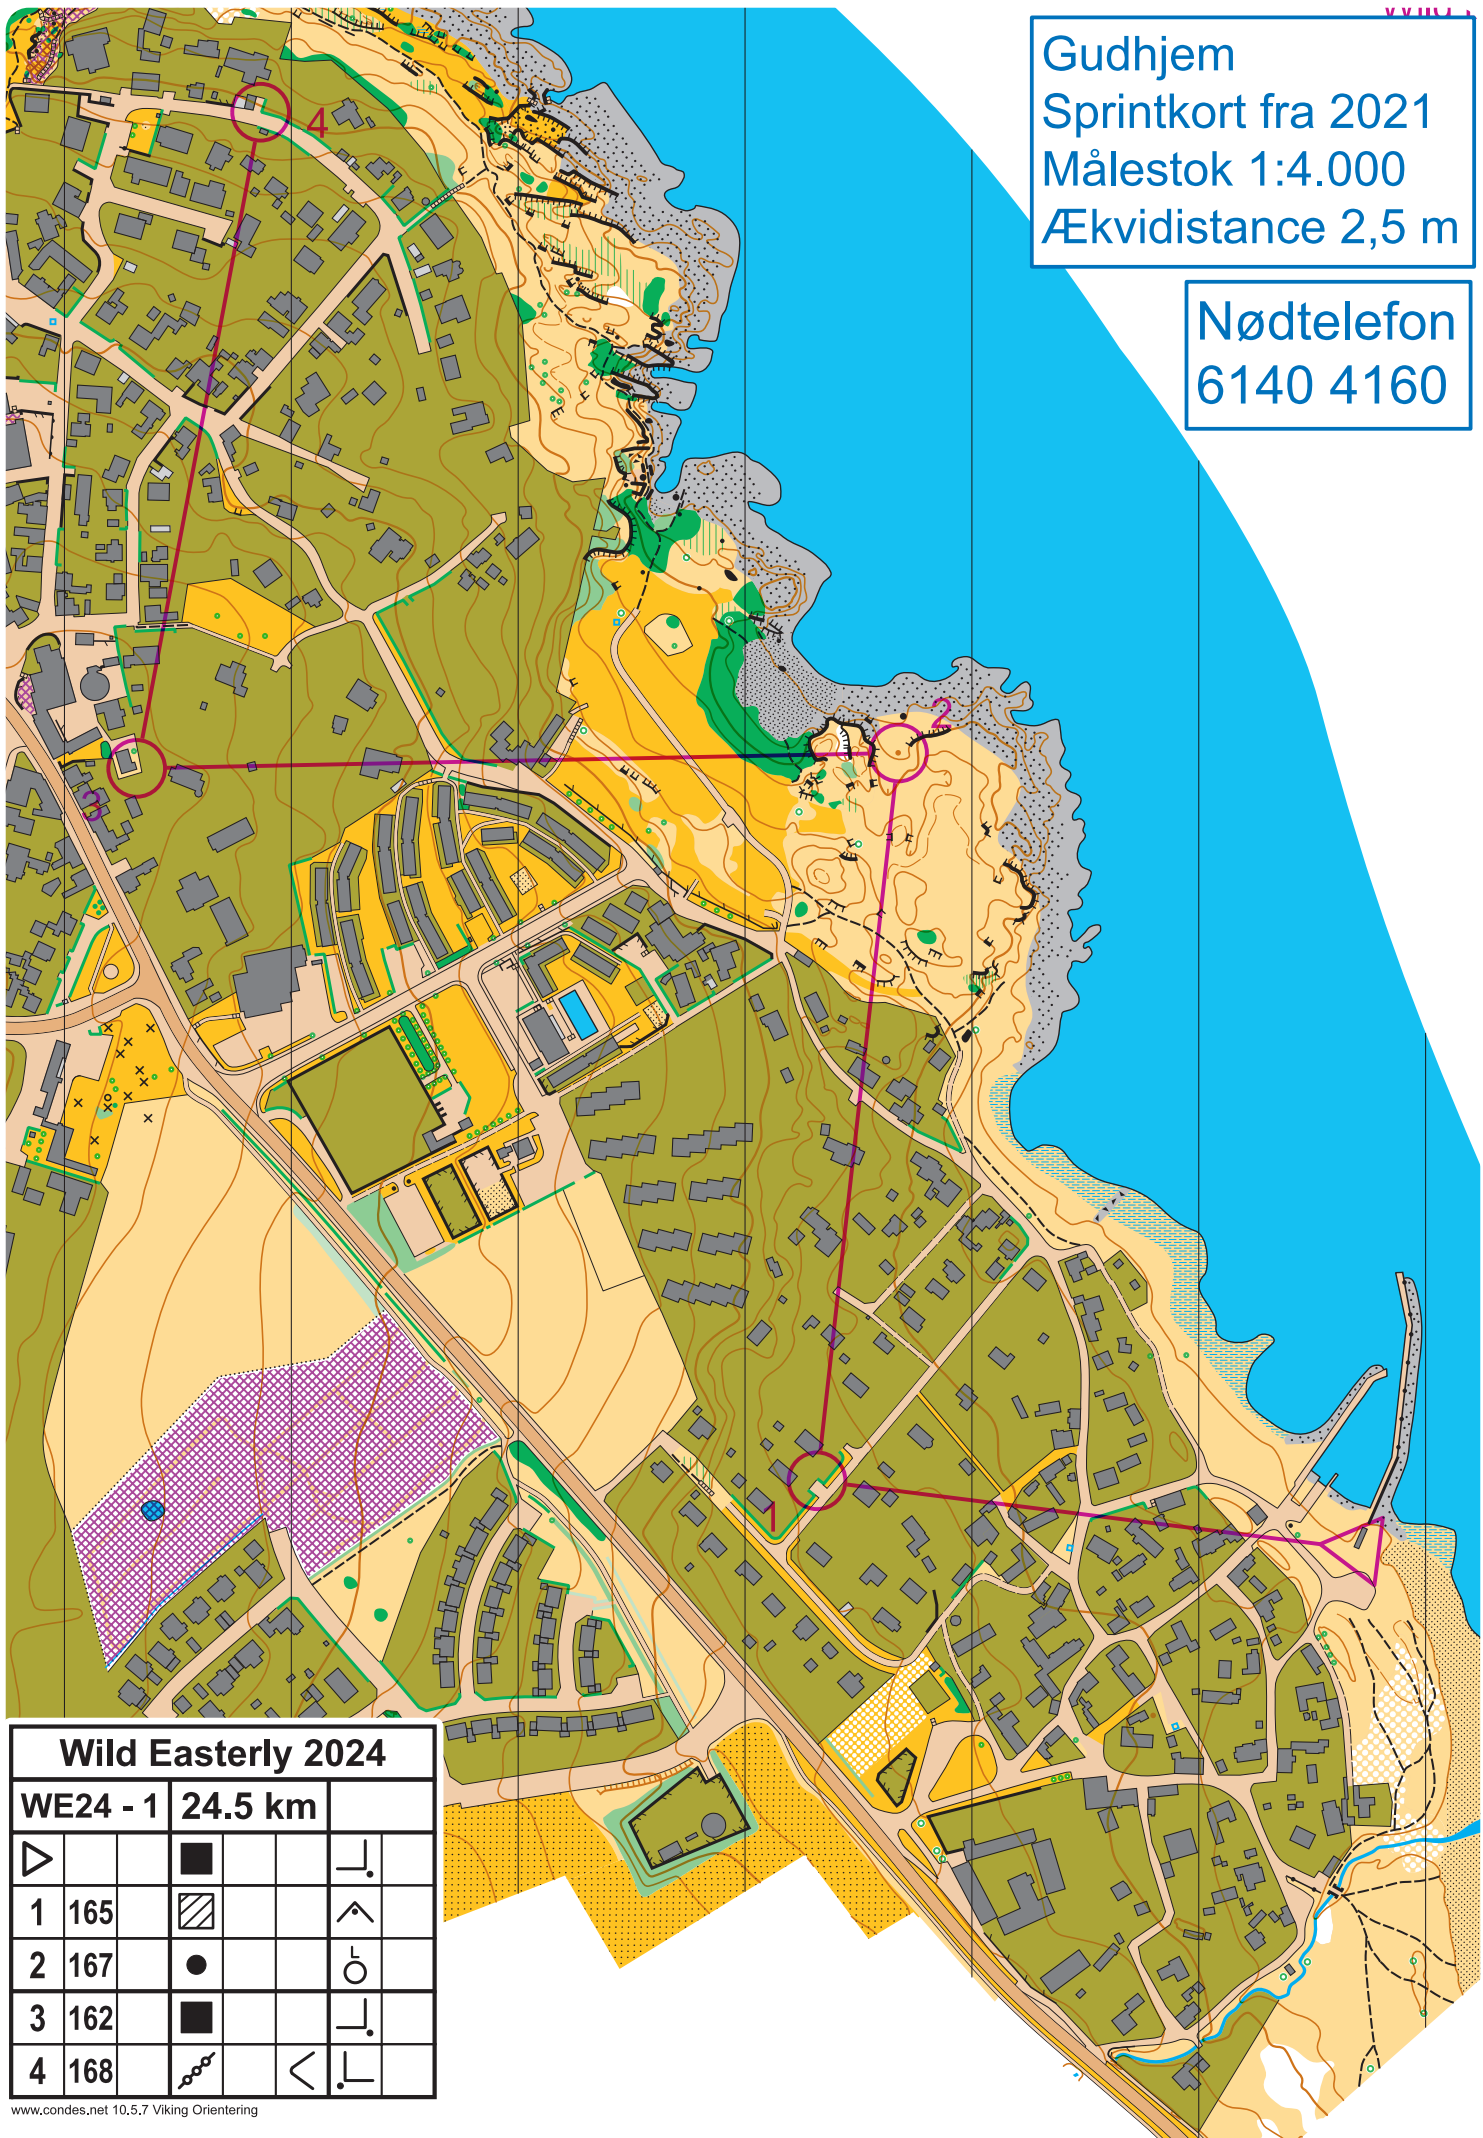 Gudhjem
Sprintkort fra 2021
Målestok 1:4.000
Ækvidistance 2,5 m
Nødtelefon
6140 4160
4
2
3
1
Wild Easterly 2024
WE24 - 1 24.5 km
1 165
2 167
3 162
4 168
www.condes.net 10.5.7 Viking Orientering